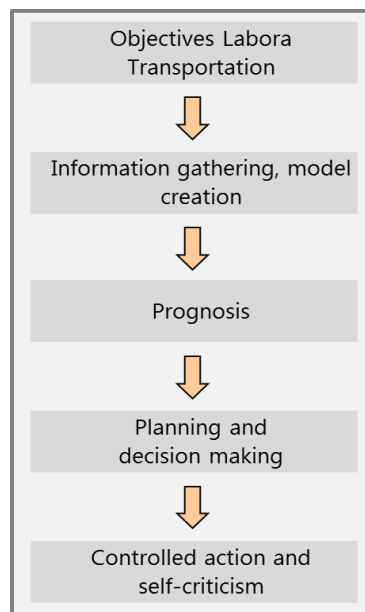 Objectives Labora
Transportation
Information gathering, model
creation
Prognosis
Planning and
decision making
Controlled action and
self-criticism